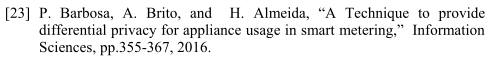 [23] P. Barbosa, A. Brito, and H. Almeida, “A Technique to provide
differential privacy for appliance usage in smart metering,” Information
Sciences, pp.355-367, 2016.